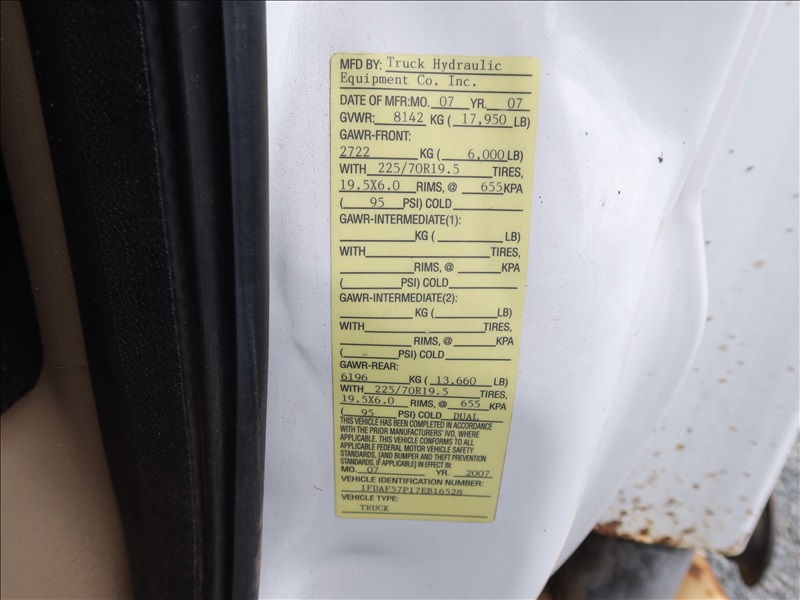 MFD BY: Truck Hydraulic
Equipment Co. Inc.
DATE OF MFR:MO. 07 YR. 07
GVWR: 8142 KG ( 17,950 LB)
GAWR-FRONT:
2722 KG ( 6,000 LB)
WITH 225/70R19.5 TIRES,
19.5X6.0 RIMS, @ 655 KPA
( 95 PSI) COLD
GAWR-INTERMEDIATE(1):
KG ( LB)
WITH TIRES,
RIMS, @ KPA
( PSI) COLD
GAWR-INTERMEDIATE(2):
KG ( LB)
WITH TIRES,
RIMS, @ KPA
( PSI) COLD
GAWR-REAR:
6196 KG ( 13,660 LB)
WITH 225/70R19.5 TIRES,
19.5X6.0 RIMS, @ 655 KPA
( 95 PSI) COLD DUAL
THIS VEHICLE HAS BEEN COMPLETED IN ACCORDANCE
WITH THE PRIOR MANUFACTURERS' IVD, WHERE
APPLICABLE. THIS VEHICLE CONFORMS TO ALL
APPLICABLE FEDERAL MOTOR VEHICLE SAFETY
STANDARDS, [AND BUMPER AND THEFT PREVENTION
STANDARDS, IF APPLICABLE] IN EFFECT IN:
MO. 07 YR. 2007
VEHICLE IDENTIFICATION NUMBER:
1FDAF57P17EB16528
VEHICLE TYPE:
TRUCK